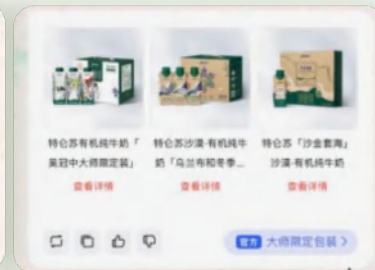 特仑苏有机纯牛奶「
吴冠中大师限定装」
查看详情
特仑苏沙漠·有机纯牛
奶「乌兰布和冬季...
查看详情
特仑苏「沙金套海」
沙漠·有机纯牛奶
查看详情
官方 大师限定包装 >